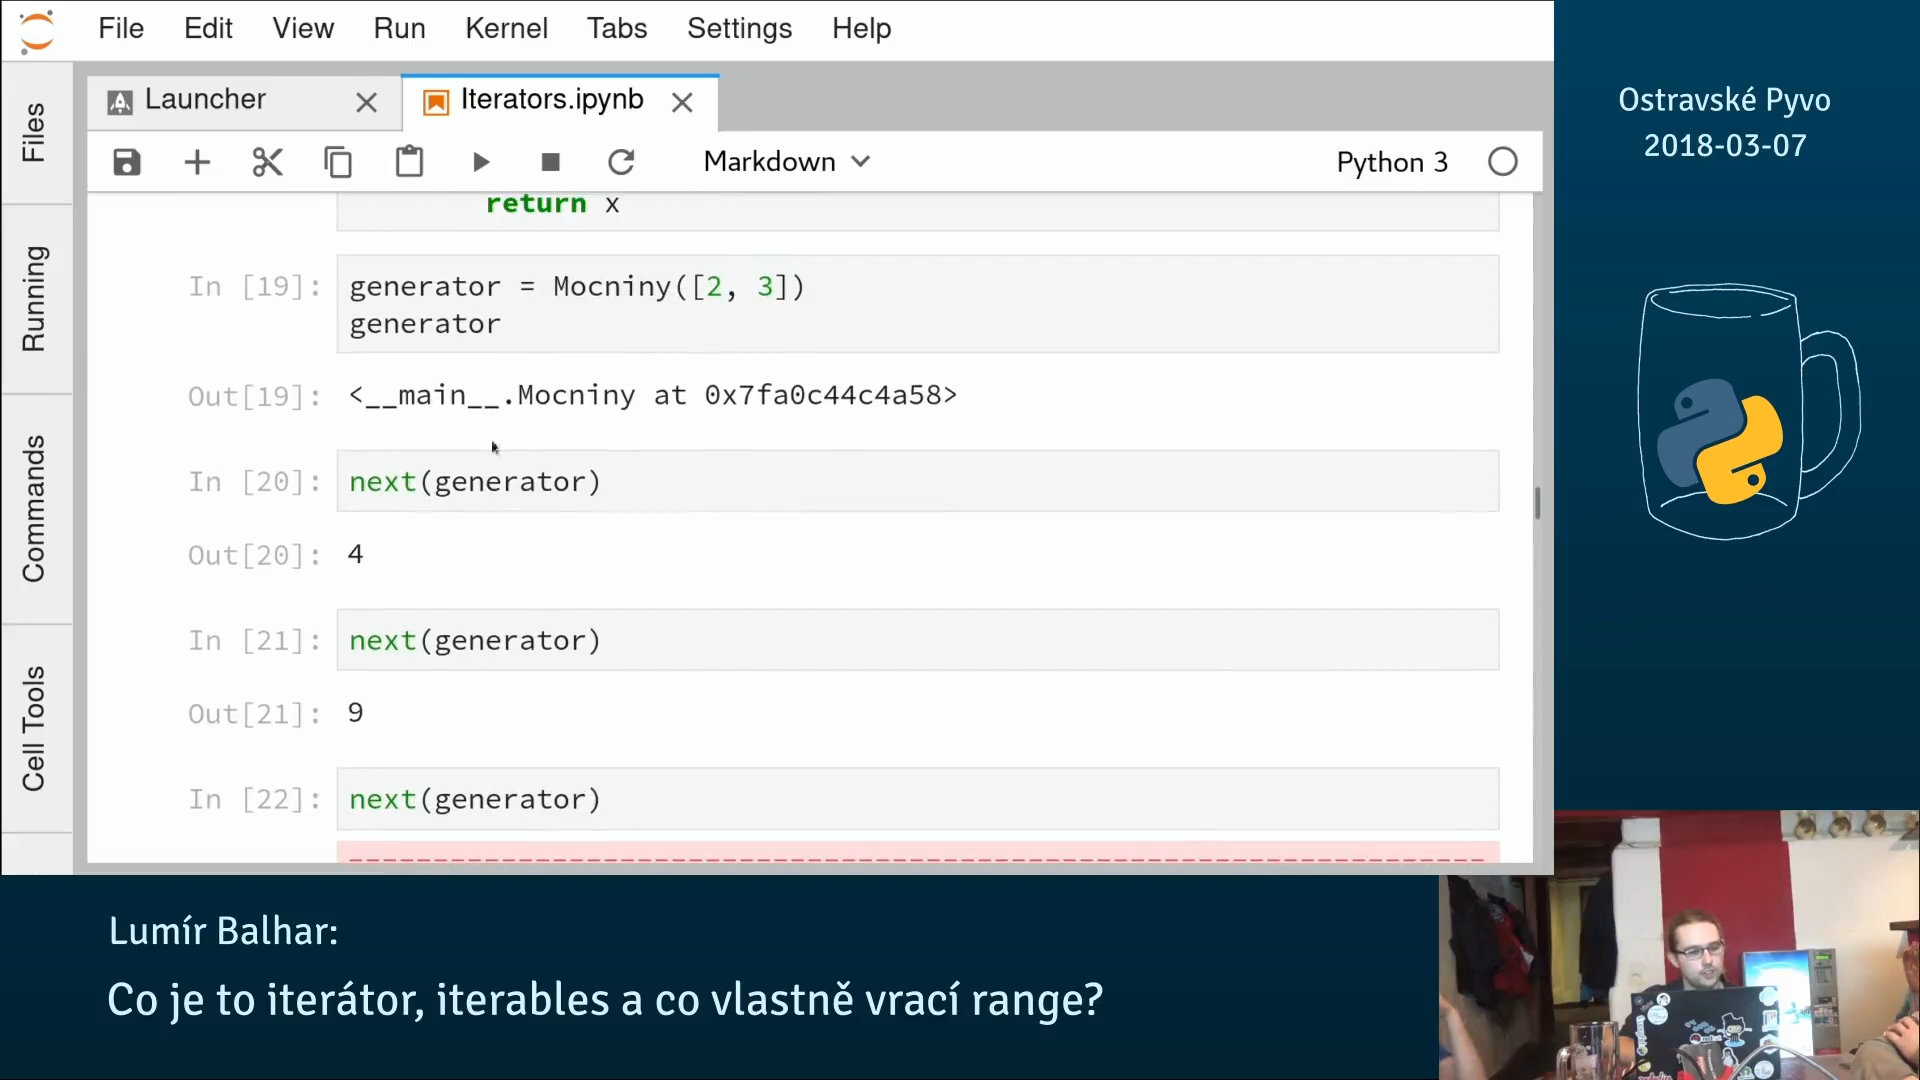 File Edit View Run Kernel Tabs Settings Help
Launcher
Iterators.ipynb
Markdown
Python 3
Files
Running
Commands
Cell Tools
return x
In [19]:
generator = Mocniny([2, 3])
generator
Out[19]:
<__main__.Mocniny at 0x7fa0c44c4a58>
In [20]:
next(generator)
Out[20]:
4
In [21]:
next(generator)
Out[21]:
9
In [22]:
next(generator)
Ostravské Pyvo
2018-03-07
Lumír Balhar:
Co je to iterátor, iterables a co vlastně vrací range?